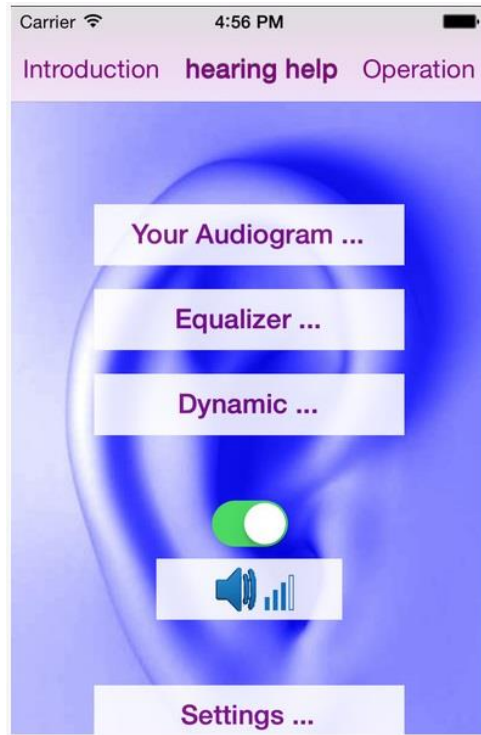 Carrier 4:56 PM
Introduction hearing help Operation
Your Audiogram ...
Equalizer ...
Dynamic ...
Settings ...